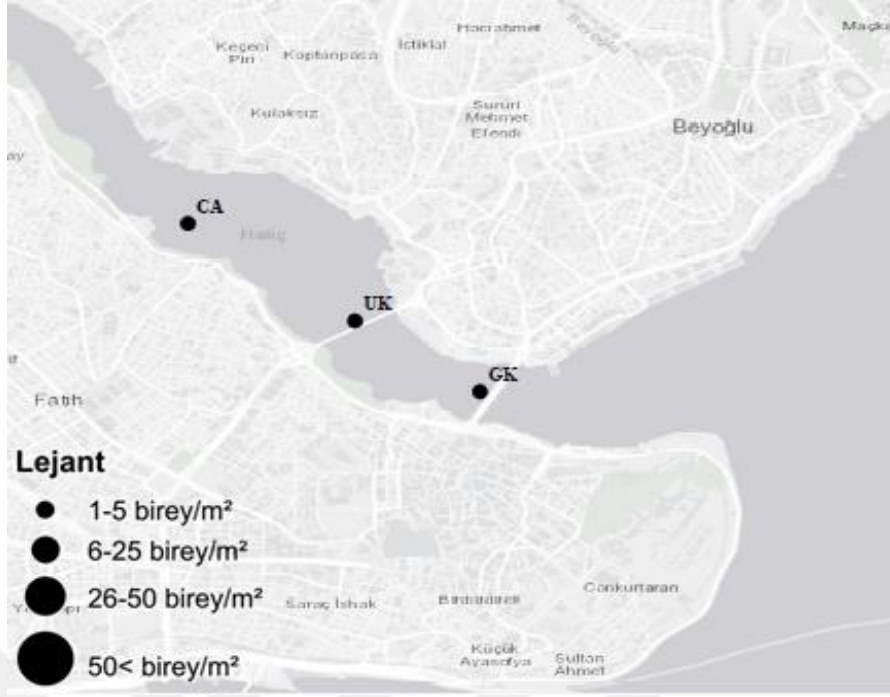 Hacıahmet
Beyoğlu
Maçka
Keçeci
Piri
Kaptanpaşa
İstiklal
Kulaksız
Sururi
Mehmet
Efendi
Beyoğlu
CA
Haliç
UK
GK
Fatih
Lejant
1-5 birey/m²
6-25 birey/m²
26-50 birey/m²
50< birey/m²
Saraç İshak
Binbirdirek
Cankurtaran
Küçük
Ayasofya
Sultan
Ahmet